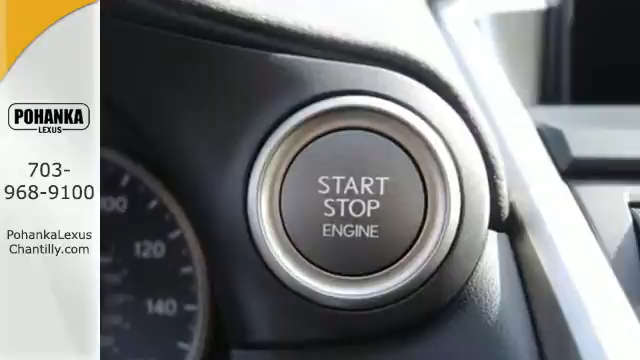 POHANKA
LEXUS
703-
968-9100
PohankaLexus
Chantilly.com
START
STOP
ENGINE
100
120
140